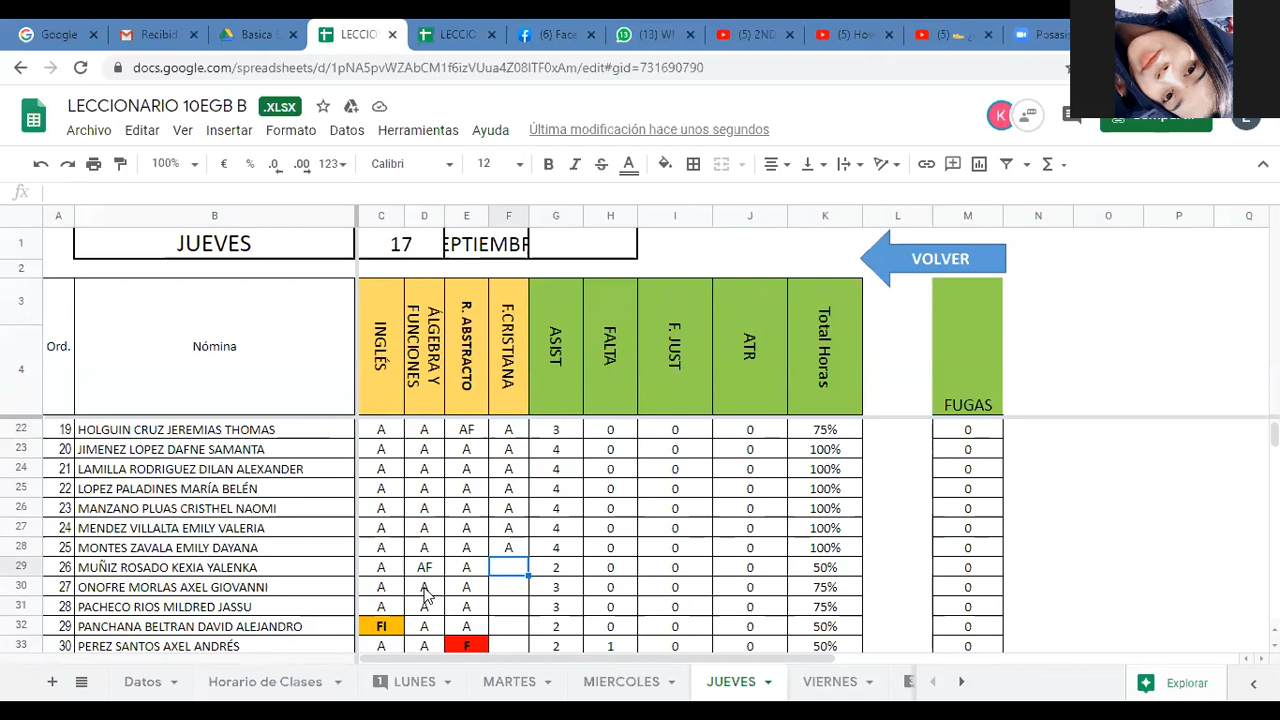 Google
Gmail
Recibid
Basica
LECCIO
LECCIO
(6) Face
(13) W
(5) 2ND
(5) How
(5)
Posasig
docs.google.com/spreadsheets/d/1pNA5pvWZAbCM1f6izVUua4Z08lTF0xAm/edit#gid=731690790
LECCIONARIO 10EGB B .XLSX
Archivo Editar Ver Insertar Formato Datos Herramientas Ayuda Última modificación hace unos segundos
K
100% € % .0 .00 123 Calibri 12 B I S A
fx
A B C D E F G H I J K L M N O P Q
1 JUEVES 17 EPTIEMBR
VOLVER
2
3
4
Ord. Nómina INGLÉS ÁLGEBRA Y FUNCIONES R. ABSTRACTO F.CRISTIANA ASIST FALTA F. JUST ATR Total Horas FUGAS
22 19 HOLGUIN CRUZ JEREMIAS THOMAS A A AF A 3 0 0 0 75% 0
23 20 JIMENEZ LOPEZ DAFNE SAMANTA A A A A 4 0 0 0 100% 0
24 21 LAMILLA RODRIGUEZ DILAN ALEXANDER A A A A 4 0 0 0 100% 0
25 22 LOPEZ PALADINES MARÍA BELÉN A A A A 4 0 0 0 100% 0
26 23 MANZANO PLUAS CRISTHEL NAOMI A A A A 4 0 0 0 100% 0
27 24 MENDEZ VILLALTA EMILY VALERIA A A A A 4 0 0 0 100% 0
28 25 MONTES ZAVALA EMILY DAYANA A A A A 4 0 0 0 100% 0
29 26 MUÑIZ ROSADO KEXIA YALENKA A AF A 2 0 0 0 50% 0
30 27 ONOFRE MORLAS AXEL GIOVANNI A A A 3 0 0 0 75% 0
31 28 PACHECO RIOS MILDRED JASSU A A A 3 0 0 0 75% 0
32 29 PANCHANA BELTRAN DAVID ALEJANDRO FI A A 2 0 0 0 50% 0
33 30 PEREZ SANTOS AXEL ANDRÉS A A F 2 1 0 0 50% 0
Datos Horario de Clases 1 LUNES MARTES MIERCOLES JUEVES VIERNES Explorar